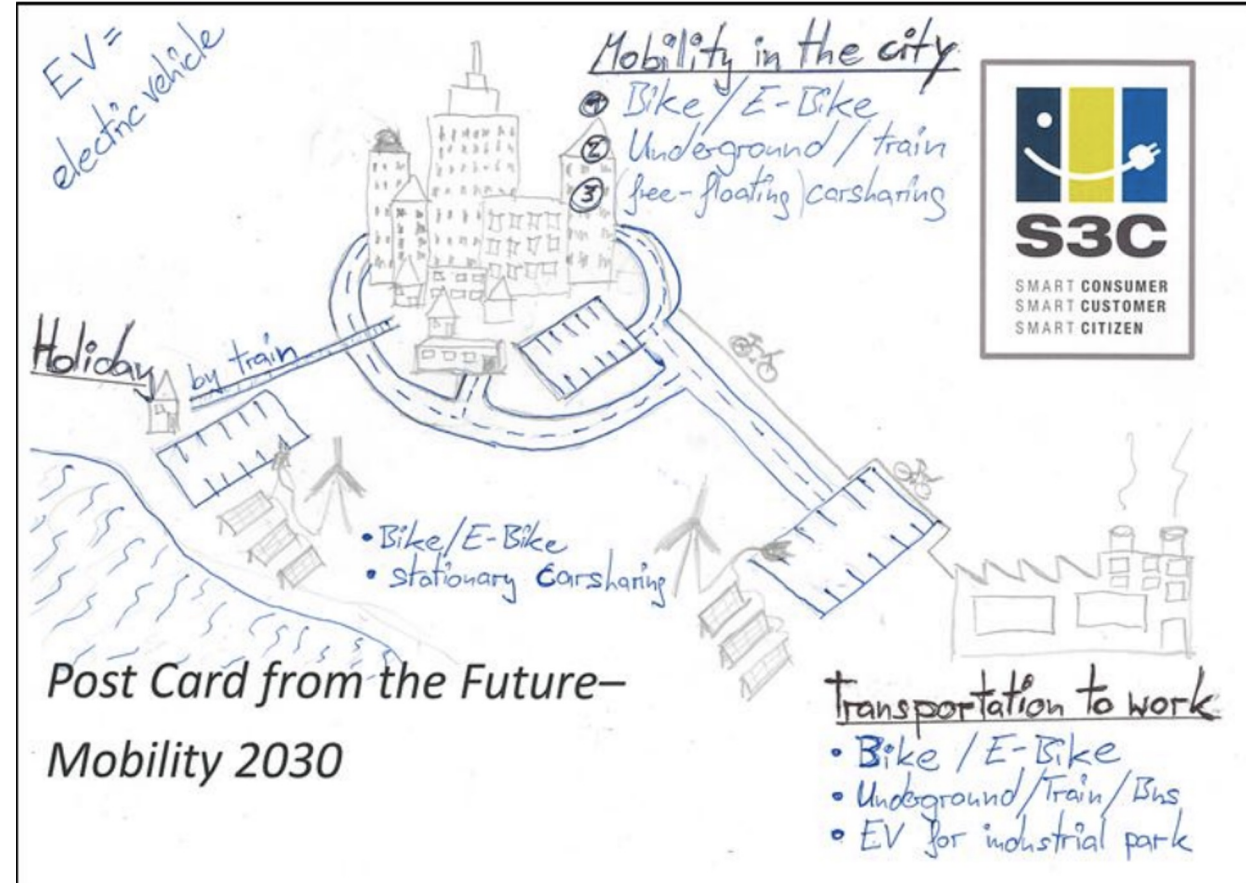 EV =
electric vehicle
Mobility in the city
1 Bike / E-Bike
2 Underground / train
3 (free-floating) carsharing
S3C
SMART CONSUMER
SMART CUSTOMER
SMART CITIZEN
Holiday
by train
• Bike/E-Bike
• stationary Carsharing
Post Card from the Future–
Mobility 2030
Transportation to work
• Bike / E-Bike
• Underground/Train/Bus
• EV for industrial park